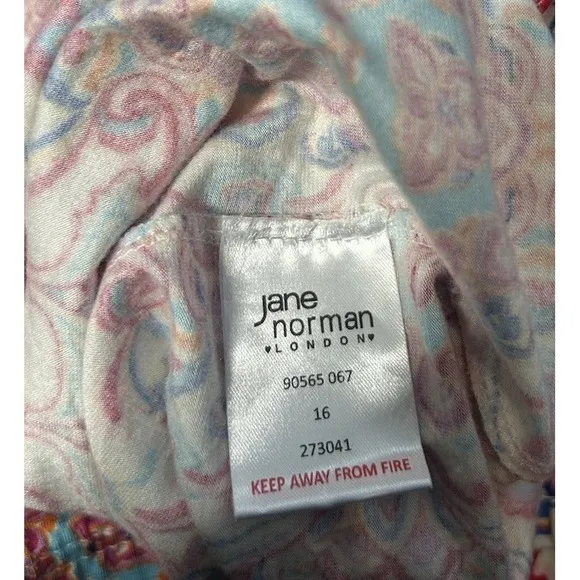 jane
norman
♥LONDON♥
90565 067
16
273041
KEEP AWAY FROM FIRE